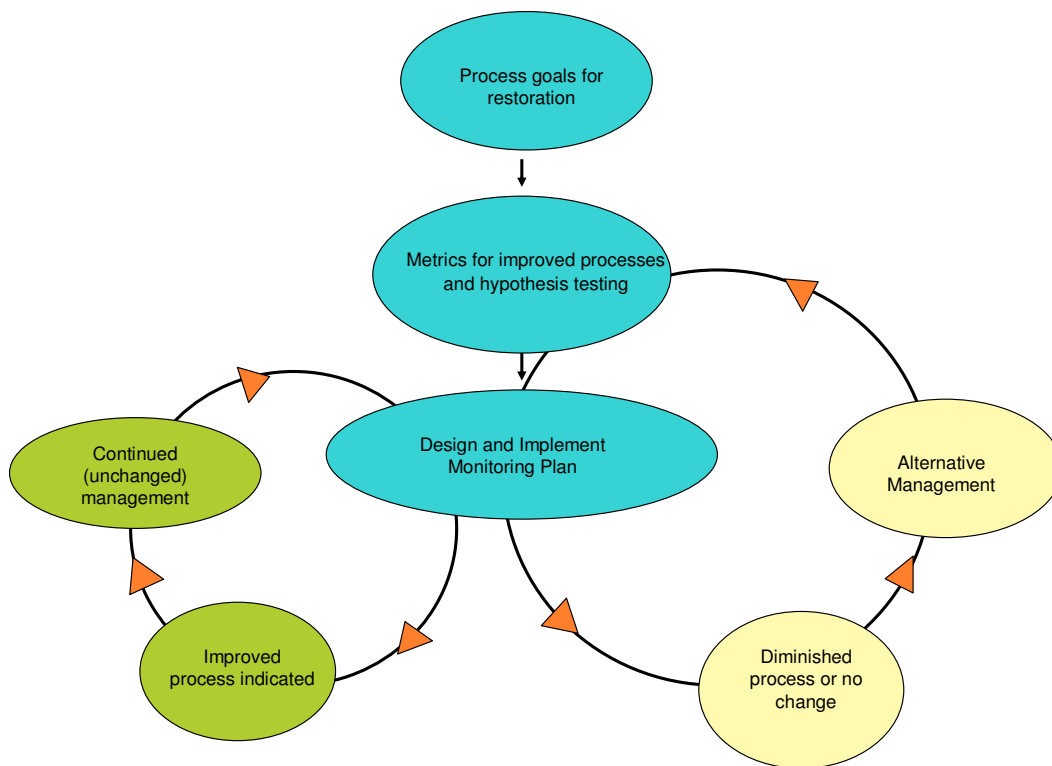 Process goals for
restoration
Metrics for improved processes
and hypothesis testing
Design and Implement
Monitoring Plan
Continued
(unchanged)
management
Alternative
Management
Improved
process indicated
Diminished
process or no
change